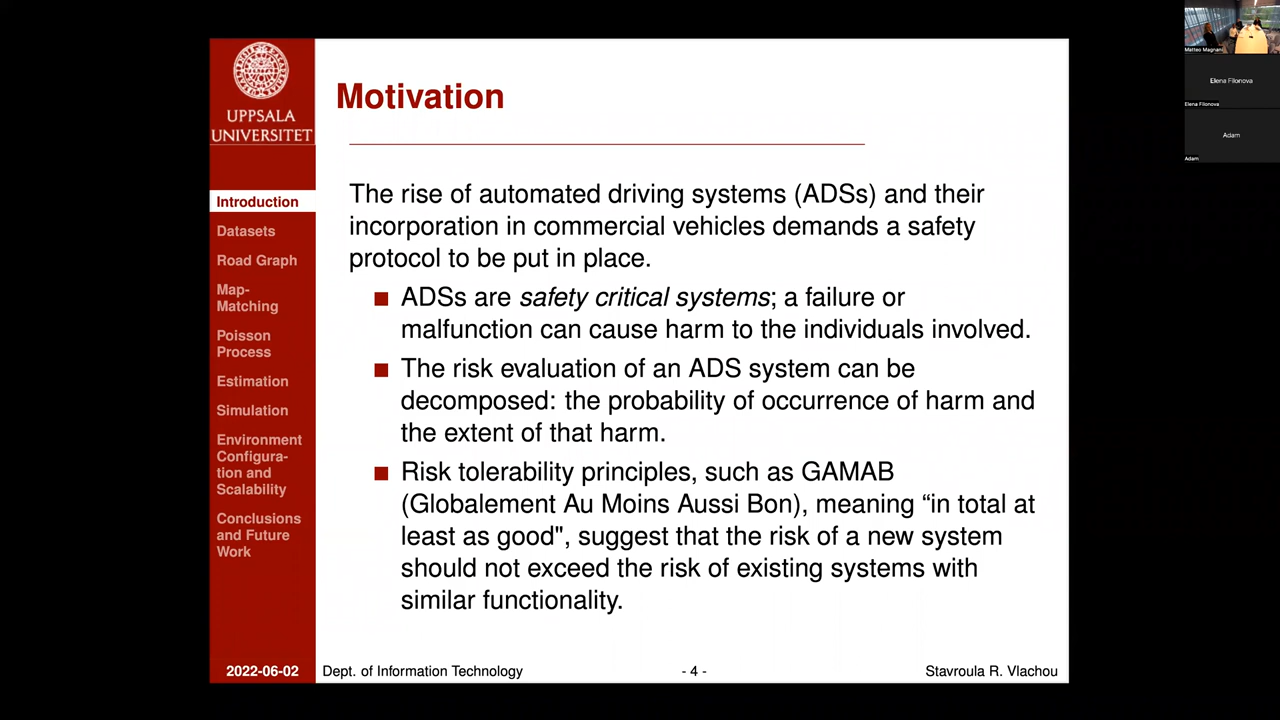 UPPSALA
UNIVERSITET
Introduction
Datasets
Road Graph
Map-
Matching
Poisson
Process
Estimation
Simulation
Environment
Configura-
tion and
Scalability
Conclusions
and Future
Work
2022-06-02
Motivation
The rise of automated driving systems (ADSs) and their
incorporation in commercial vehicles demands a safety
protocol to be put in place.
ADSs are safety critical systems; a failure or
malfunction can cause harm to the individuals involved.
The risk evaluation of an ADS system can be
decomposed: the probability of occurrence of harm and
the extent of that harm.
Risk tolerability principles, such as GAMAB
(Globalement Au Moins Aussi Bon), meaning “in total at
least as good", suggest that the risk of a new system
should not exceed the risk of existing systems with
similar functionality.
Dept. of Information Technology
- 4 -
Stavroula R. Vlachou
Matteo Magnani
Elena Filonova
Elena Filonova
Adam
Adam